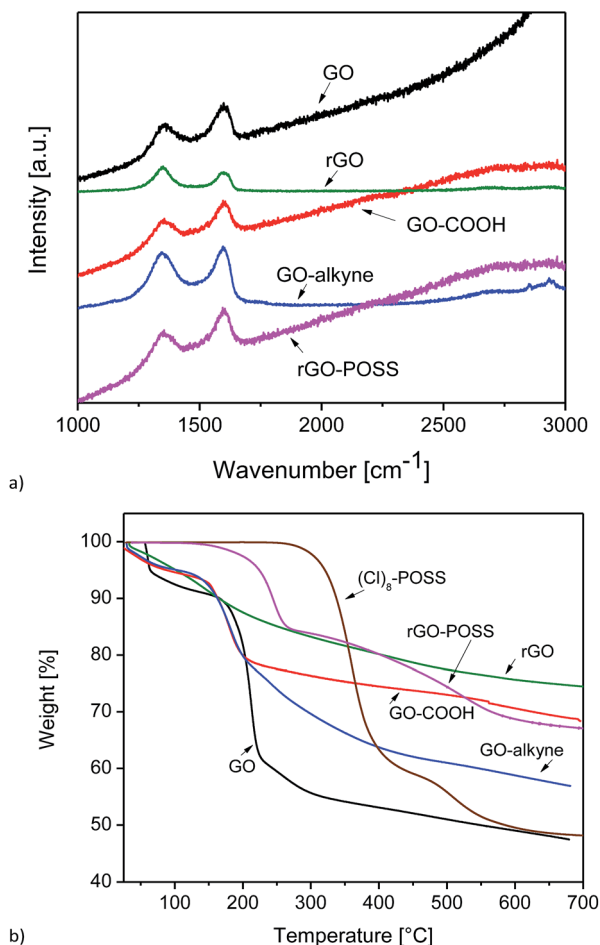 GO
rGO
GO-COOH
GO-alkyne
rGO-POSS
Intensity [a.u.]
1000 1500 2000 2500 3000
Wavenumber [cm-1]
a)
100
90
80
70
60
50
40
(Cl)8-POSS
rGO-POSS
rGO
GO-COOH
GO-alkyne
GO
Weight [%]
100 200 300 400 500 600 700
Temperature [°C]
b)